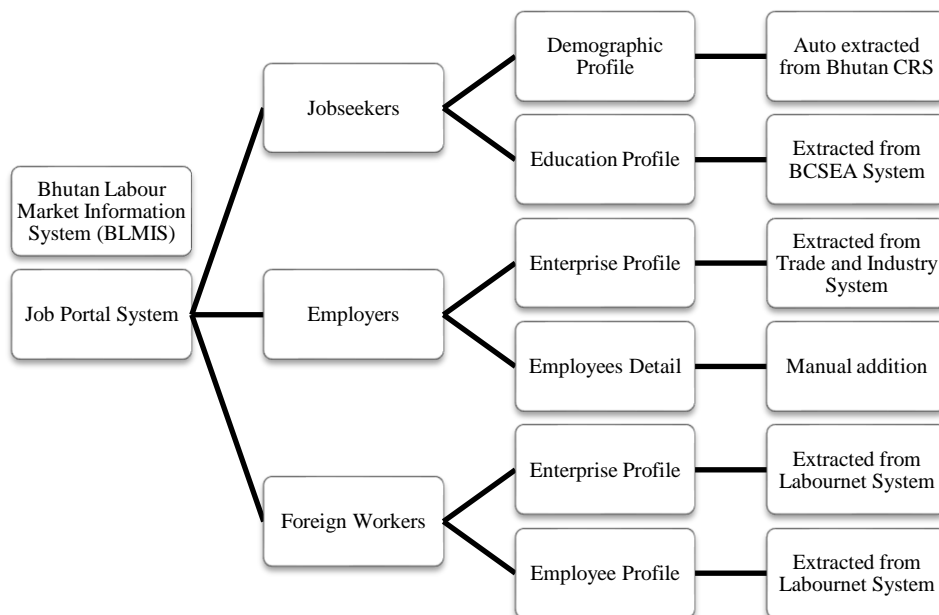 Bhutan Labour
Market Information
System (BLMIS)
Job Portal System
Jobseekers
Demographic
Profile
Auto extracted
from Bhutan CRS
Education Profile
Extracted from
BCSEA System
Employers
Enterprise Profile
Extracted from
Trade and Industry
System
Employees Detail
Manual addition
Foreign Workers
Enterprise Profile
Extracted from
Labournet System
Employee Profile
Extracted from
Labournet System